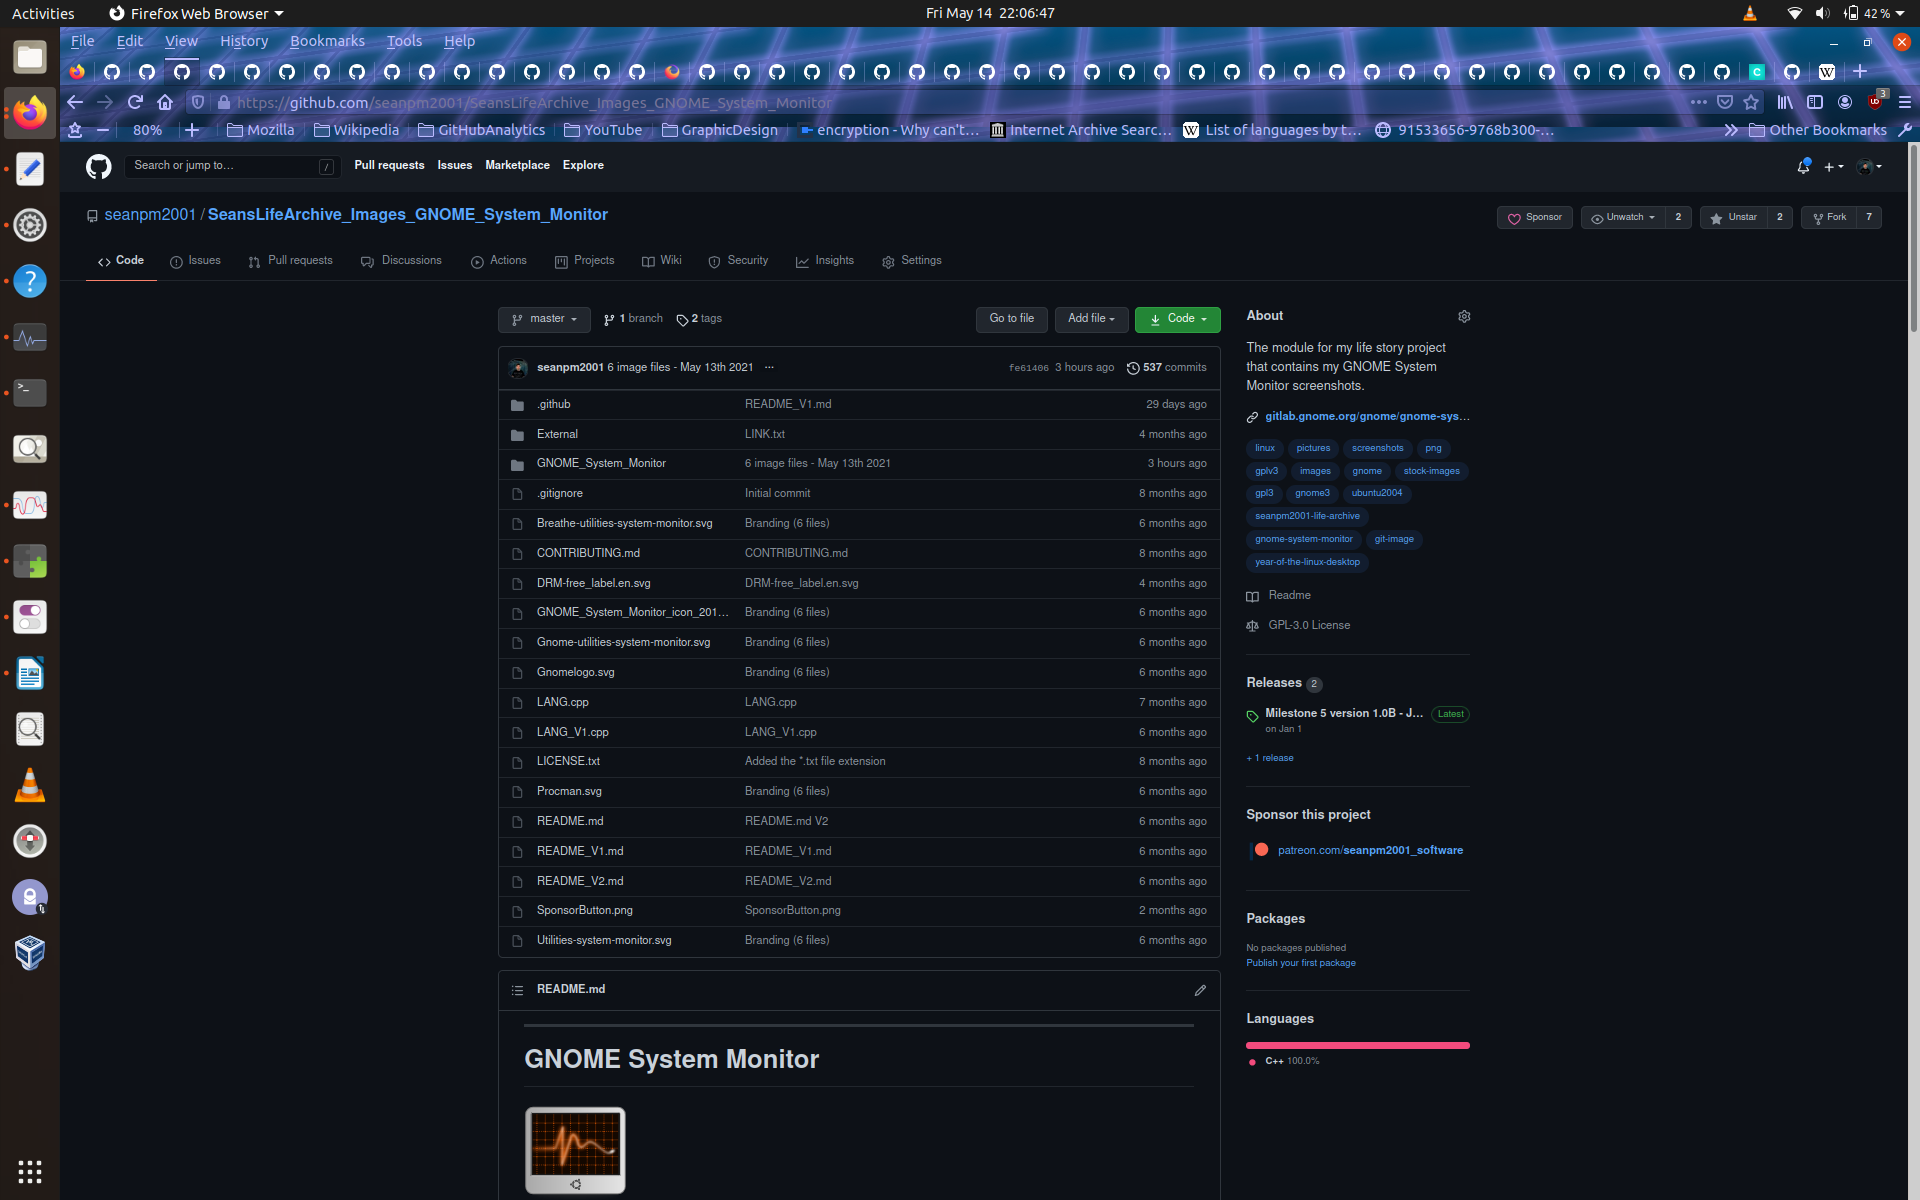 Activities Firefox Web Browser Fri May 14 22:06:47 42 %
File Edit View History Bookmarks Tools Help
https://github.com/seanpm2001/SeansLifeArchive_Images_GNOME_System_Monitor 3
80% Mozilla Wikipedia GitHubAnalytics YouTube GraphicDesign encryption - Why can't... Internet Archive Searc... List of languages by t... 91533656-9768b300-... Other Bookmarks
Search or jump to... / Pull requests Issues Marketplace Explore
seanpm2001 / SeansLifeArchive_Images_GNOME_System_Monitor
Sponsor Unwatch 2 Unstar 2 Fork 7
Code Issues Pull requests Discussions Actions Projects Wiki Security Insights Settings
master 1 branch 2 tags Go to file Add file Code
seanpm2001 6 image files - May 13th 2021 ... fe61406 3 hours ago 537 commits
.github README_V1.md 29 days ago
External LINK.txt 4 months ago
GNOME_System_Monitor 6 image files - May 13th 2021 3 hours ago
.gitignore Initial commit 8 months ago
Breathe-utilities-system-monitor.svg Branding (6 files) 6 months ago
CONTRIBUTING.md CONTRIBUTING.md 8 months ago
DRM-free_label.en.svg DRM-free_label.en.svg 4 months ago
GNOME_System_Monitor_icon_201... Branding (6 files) 6 months ago
Gnome-utilities-system-monitor.svg Branding (6 files) 6 months ago
Gnomelogo.svg Branding (6 files) 6 months ago
LANG.cpp LANG.cpp 7 months ago
LANG_V1.cpp LANG_V1.cpp 6 months ago
LICENSE.txt Added the *.txt file extension 8 months ago
Procman.svg Branding (6 files) 6 months ago
README.md README.md V2 6 months ago
README_V1.md README_V1.md 6 months ago
README_V2.md README_V2.md 6 months ago
SponsorButton.png SponsorButton.png 2 months ago
Utilities-system-monitor.svg Branding (6 files) 6 months ago
README.md
GNOME System Monitor
About
The module for my life story project
that contains my GNOME System
Monitor screenshots.
gitlab.gnome.org/gnome/gnome-sys...
linux pictures screenshots png
gplv3 images gnome stock-images
gpl3 gnome3 ubuntu2004
seanpm2001-life-archive
gnome-system-monitor git-image
year-of-the-linux-desktop
Readme
GPL-3.0 License
Releases 2
Milestone 5 version 1.0B - J... Latest
on Jan 1
+ 1 release
Sponsor this project
patreon.com/seanpm2001_software
Packages
No packages published
Publish your first package
Languages
C++ 100.0%